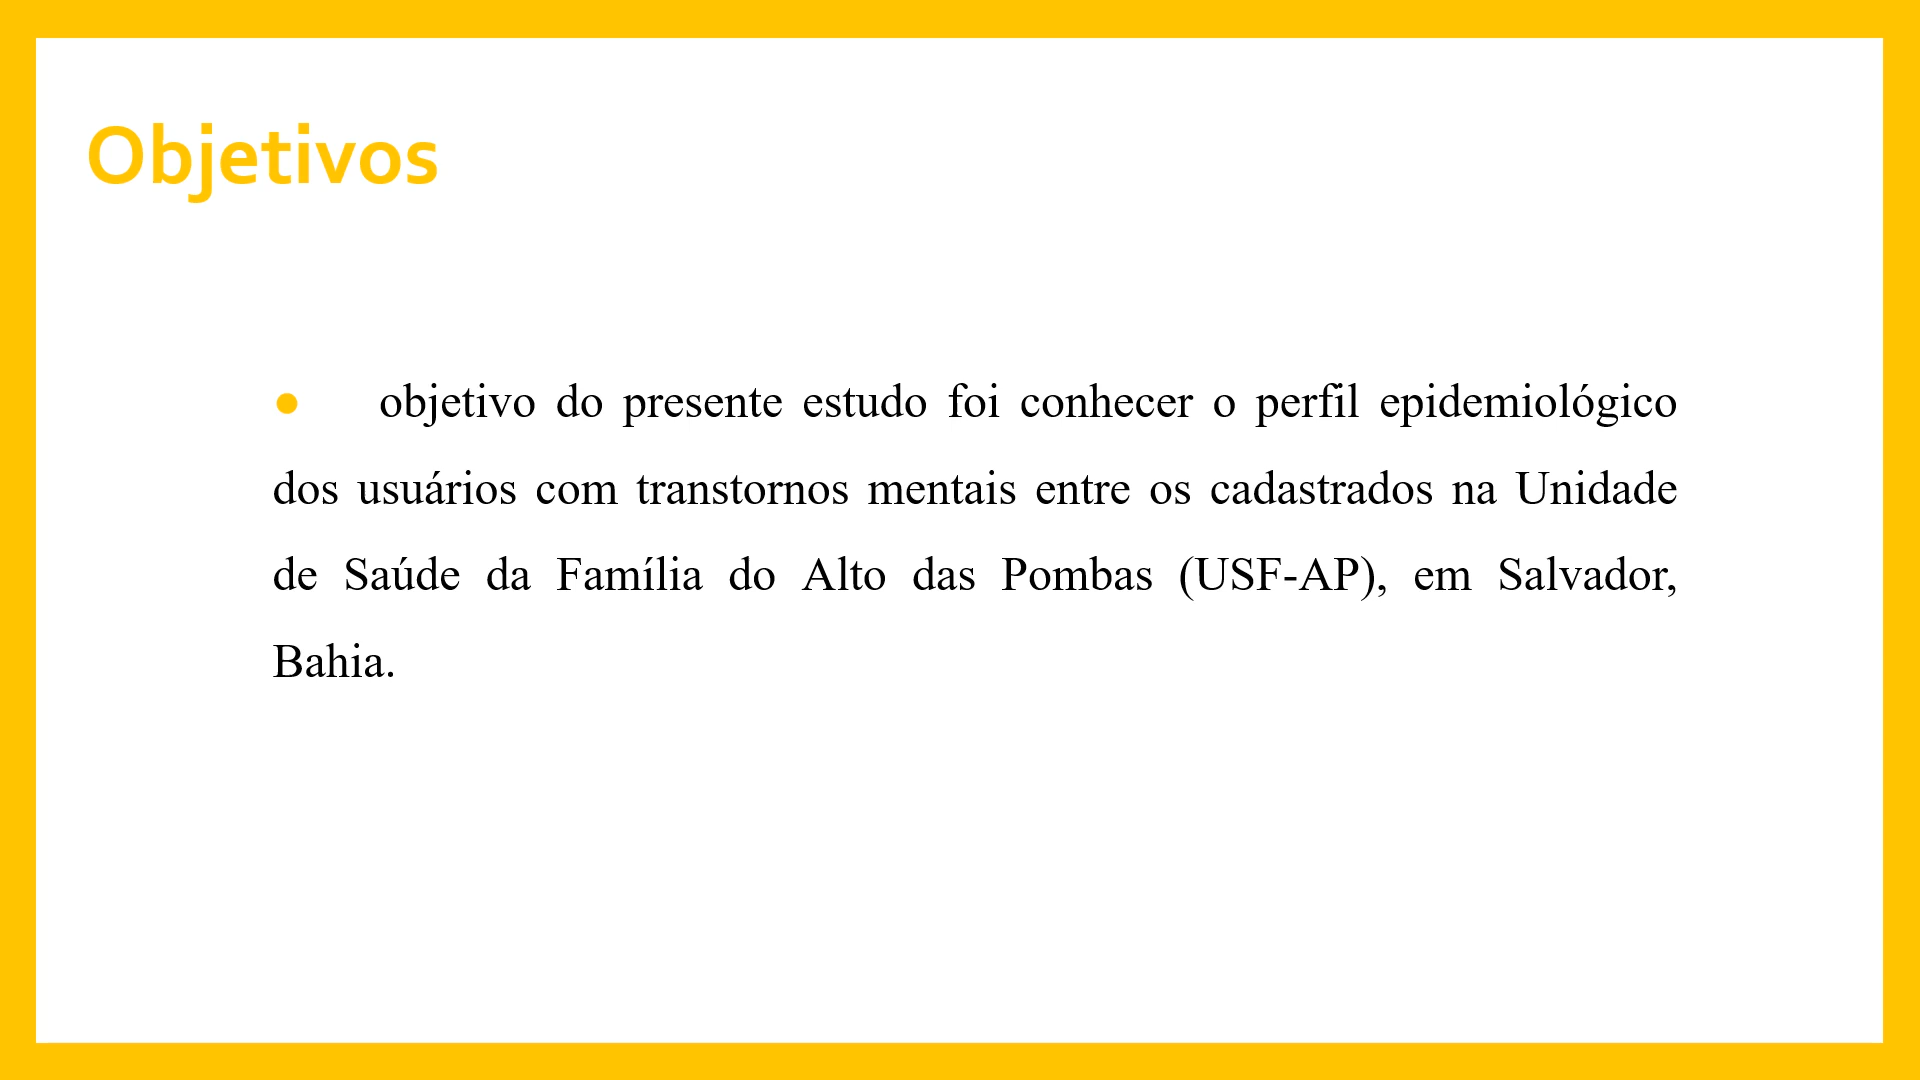 Objetivos
● objetivo do presente estudo foi conhecer o perfil epidemiológico
dos usuários com transtornos mentais entre os cadastrados na Unidade
de Saúde da Família do Alto das Pombas (USF-AP), em Salvador,
Bahia.